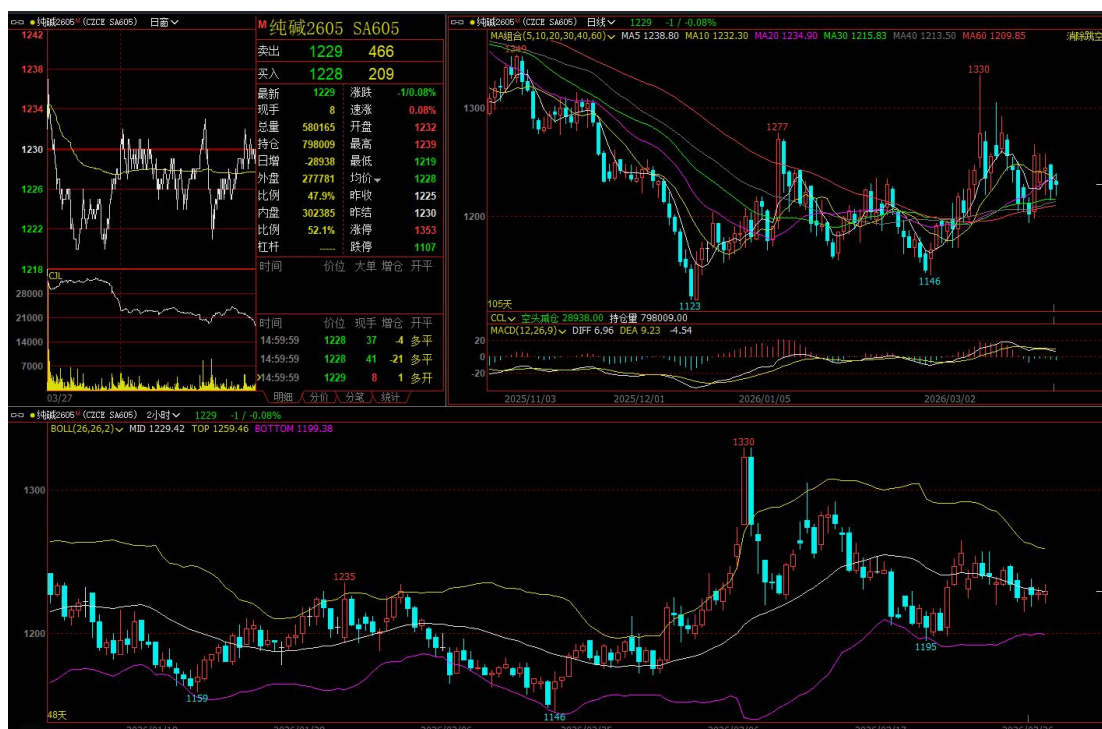 纯碱2605ᴹ (CZCE SA605) 日窗
1242
1238
1234
1230
1226
1222
1218
CJL
28000
21000
14000
7000
03/27
M 纯碱2605 SA605
卖出 1229 466
买入 1228 209
最新 1229 涨跌 -1/0.08%
现手 8 速涨 0.08%
总量 580165 开盘 1232
持仓 798009 最高 1239
日增 -28938 最低 1219
外盘 277781 均价 1228
比例 47.9% 昨收 1225
内盘 302385 昨结 1230
比例 52.1% 涨停 1353
杠杆 ----- 跌停 1107
时间 价位 大单 增仓 开平
时间 价位 现手 增仓 开平
14:59:59 1228 37 -4 多平
14:59:59 1228 41 -21 多平
14:59:59 1229 8 1 多开
明细 分价 分笔 统计
纯碱2605ᴹ (CZCE SA605) 日线 1229 -1 / -0.08%
MA组合(5,10,20,30,40,60) MA5 1238.80 MA10 1232.30 MA20 1234.90 MA30 1215.83 MA40 1213.50 MA60 1209.85 消除跳空
1349
1330
1300
1277
1200
1146
1123
105天
CCL 空头减仓 28938.00 持仓量 798009.00
MACD(12,26,9) DIFF 6.96 DEA 9.23 -4.54
20
0
-20
2025/11/03 2025/12/01 2026/01/05 2026/03/02
纯碱2605ᴹ (CZCE SA605) 2小时 1229 -1 / -0.08%
BOLL(26,26,2) MID 1229.42 TOP 1259.46 BOTTOM 1199.38
1330
1300
1235
1200
1195
1159
1146
48天